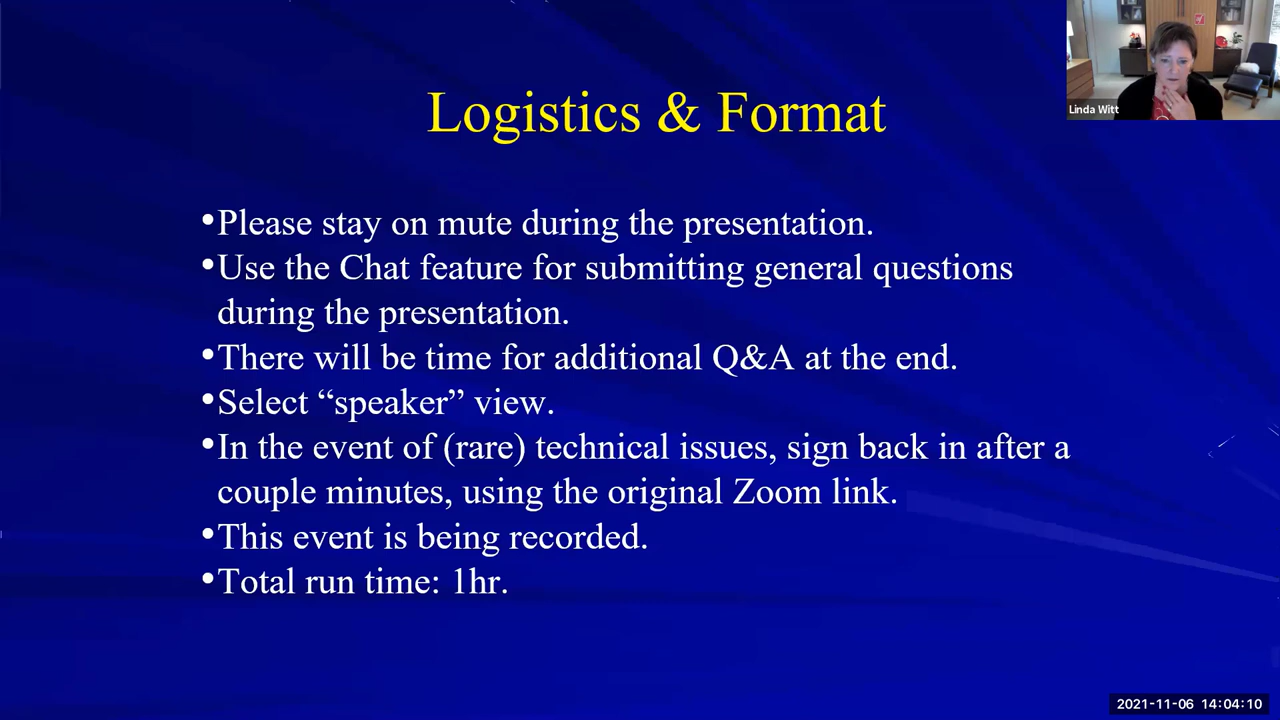 Logistics & Format
Linda Witt
•Please stay on mute during the presentation.
•Use the Chat feature for submitting general questions
during the presentation.
•There will be time for additional Q&A at the end.
•Select “speaker” view.
•In the event of (rare) technical issues, sign back in after a
couple minutes, using the original Zoom link.
•This event is being recorded.
•Total run time: 1hr.
2021-11-06 14:04:10